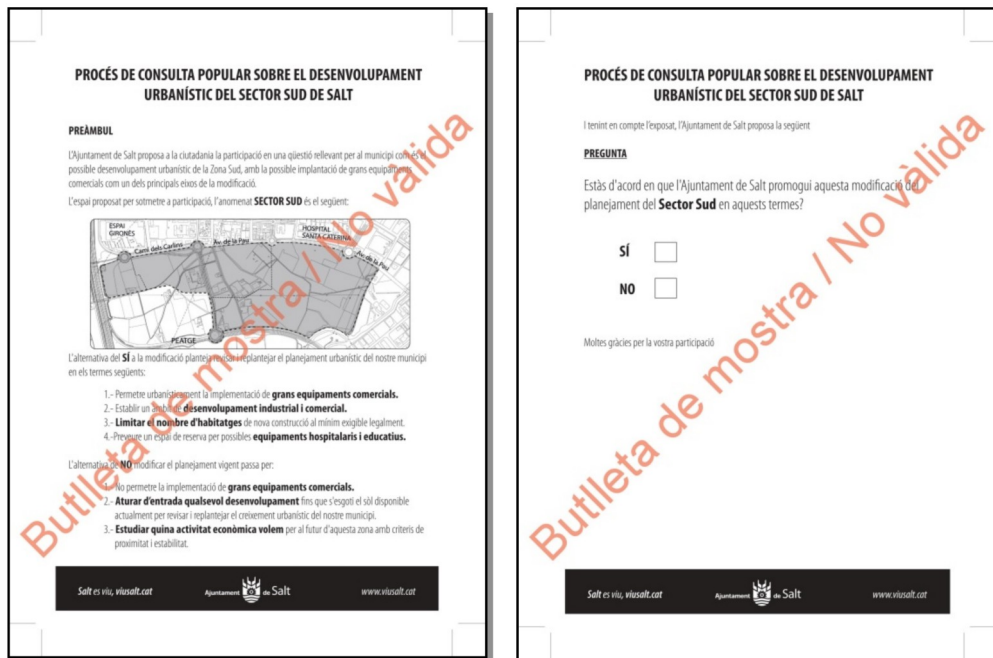 PROCÉS DE CONSULTA POPULAR SOBRE EL DESENVOLUPAMENT
URBANÍSTIC DEL SECTOR SUD DE SALT
PREÀMBUL
L'Ajuntament de Salt proposa a la ciutadania la participació en una qüestió rellevant per al municipi com és el
possible desenvolupament urbanístic de la Zona Sud, amb la possible implantació de grans equipaments
comercials com un dels principals eixos de la modificació.
L'espai proposat per sotmetre a participació, l'anomenat SECTOR SUD és el següent:
ESPAI
GIRONÈS
HOSPITAL
SANTA CATERINA
Camí dels Carlins
Av. de la Pau
Av. de la Pau
PLATGE
L'alternativa del SÍ a la modificació planteja revisar i replantejar el planejament urbanístic del nostre municipi
en els termes següents:
1.- Permetre urbanísticament la implementació de grans equipaments comercials.
2.- Establir un àmbit de desenvolupament industrial i comercial.
3.- Limitar el nombre d'habitatges de nova construcció al mínim exigible legalment.
4.-Preveure un espai de reserva per possibles equipaments hospitalaris i educatius.
L'alternativa de NO modificar el planejament vigent passa per:
1.- No permetre la implementació de grans equipaments comercials.
2.- Aturar d'entrada qualsevol desenvolupament fins que s'esgoti el sòl disponible
actualment per revisar i replantejar el creixement urbanístic del nostre municipi.
3.- Estudiar quina activitat econòmica volem per al futur d'aquesta zona amb criteris de
proximitat i estabilitat.
Butlleta de mostra / No vàlida
Salt es viu, viusalt.cat
Ajuntament de Salt
www.viusalt.cat
PROCÉS DE CONSULTA POPULAR SOBRE EL DESENVOLUPAMENT
URBANÍSTIC DEL SECTOR SUD DE SALT
I tenint en compte l'exposat, l'Ajuntament de Salt proposa la següent
PREGUNTA
Estàs d'acord en que l'Ajuntament de Salt promogui aquesta modificació del
planejament del Sector Sud en aquests termes?
SÍ
NO
Moltes gràcies per la vostra participació
Butlleta de mostra / No vàlida
Salt es viu, viusalt.cat
Ajuntament de Salt
www.viusalt.cat